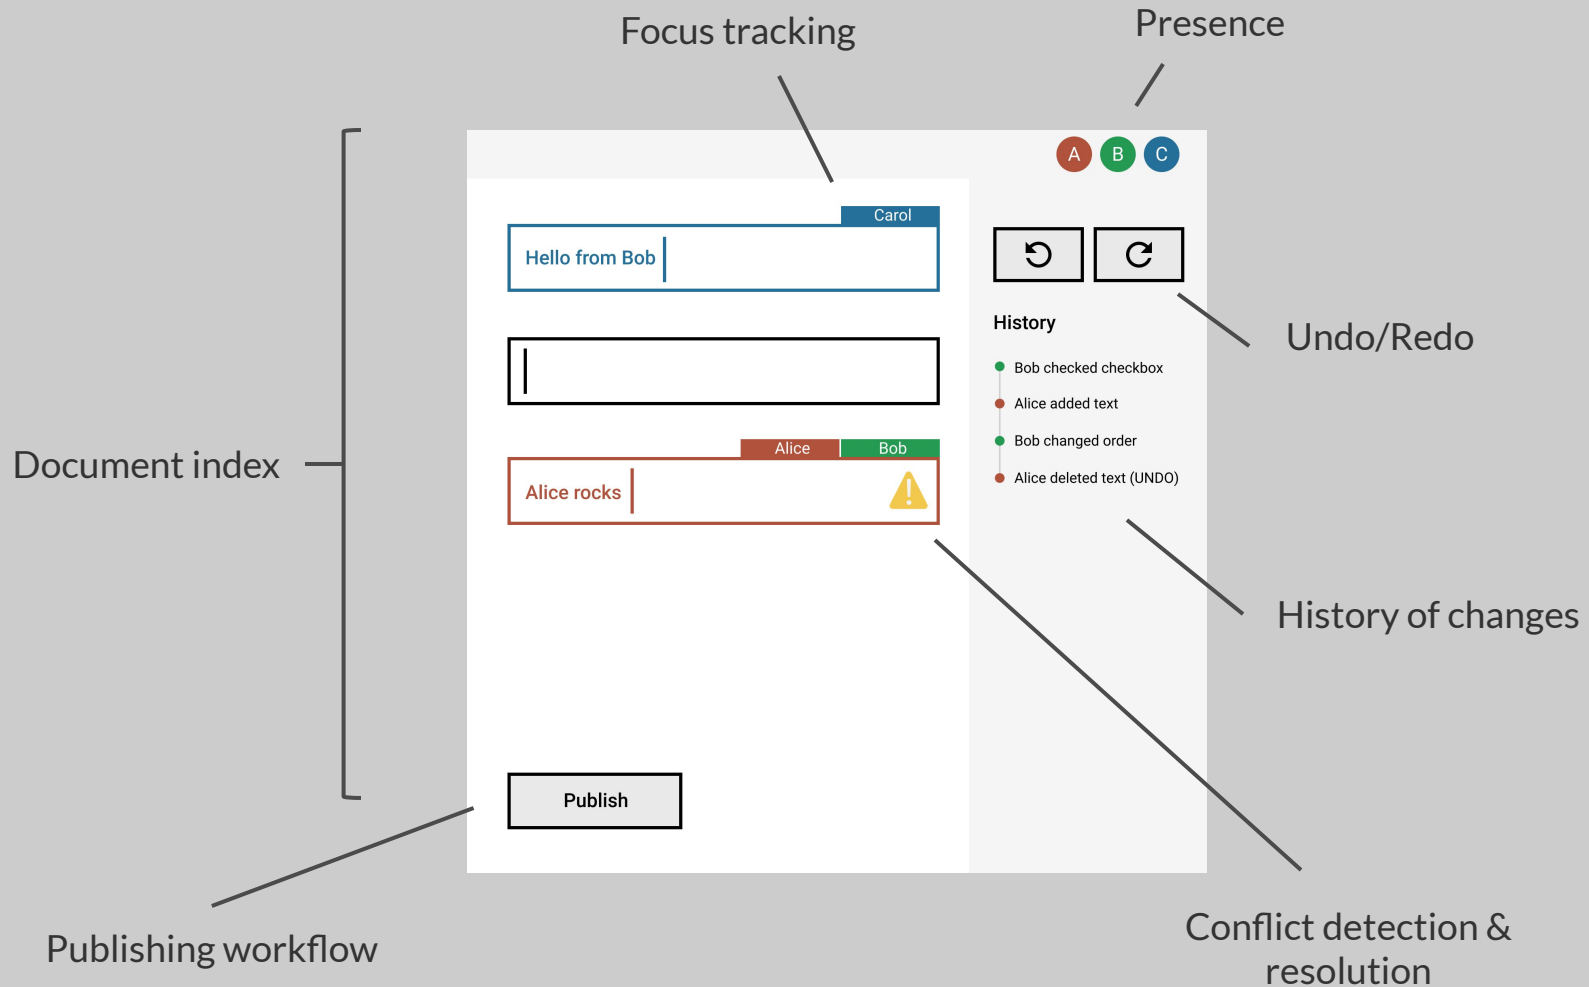 Focus tracking
Presence
A B C
Carol
Hello from Bob
History
Undo/Redo
Bob checked checkbox
Alice added text
Bob changed order
Alice Bob
Document index
Alice deleted text (UNDO)
Alice rocks
History of changes
Publish
Publishing workflow
Conflict detection &
resolution